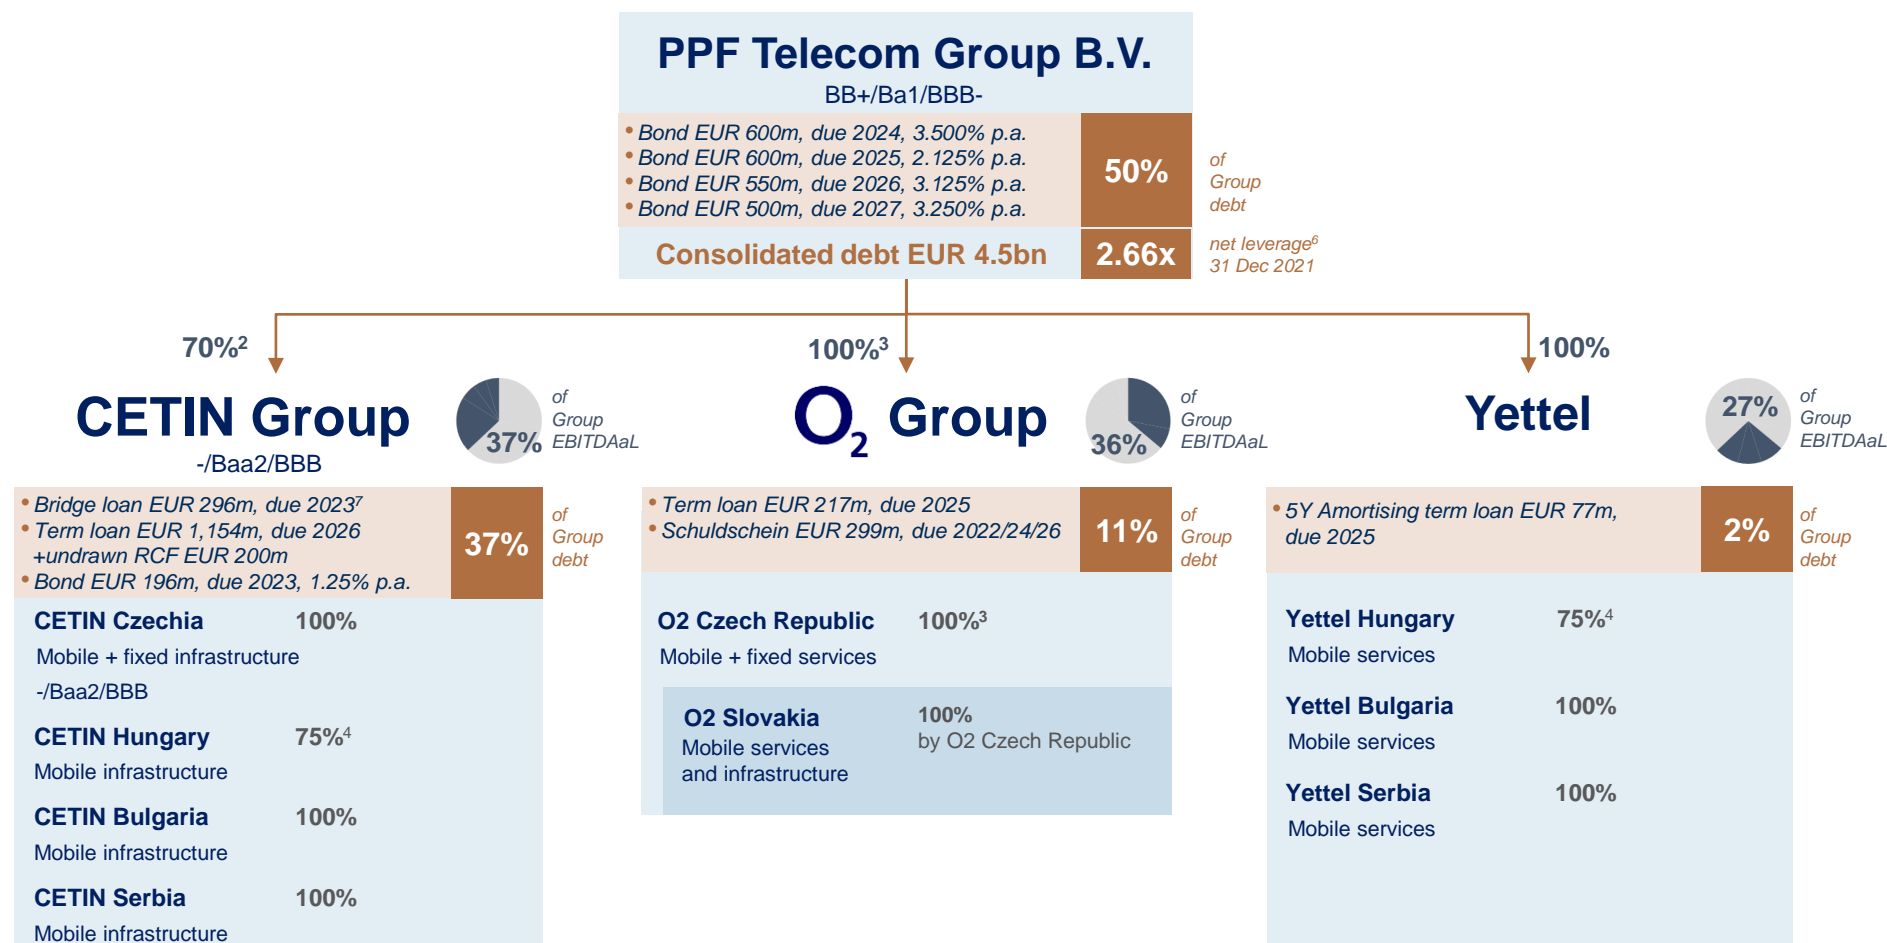 PPF Telecom Group B.V.
BB+/Ba1/BBB-
• Bond EUR 600m, due 2024, 3.500% p.a.
• Bond EUR 600m, due 2025, 2.125% p.a.
• Bond EUR 550m, due 2026, 3.125% p.a.
• Bond EUR 500m, due 2027, 3.250% p.a.
50%
of
Group
debt
Consolidated debt EUR 4.5bn
2.66x
net leverage⁶
31 Dec 2021
70%²
100%³
100%
CETIN Group
-/Baa2/BBB
37%
of
Group
EBITDAaL
O₂ Group
36%
of
Group
EBITDAaL
Yettel
27%
of
Group
EBITDAaL
• Bridge loan EUR 296m, due 2023⁷
• Term loan EUR 1,154m, due 2026
+undrawn RCF EUR 200m
• Bond EUR 196m, due 2023, 1.25% p.a.
37%
of
Group
debt
• Term loan EUR 217m, due 2025
• Schuldschein EUR 299m, due 2022/24/26
11%
of
Group
debt
• 5Y Amortising term loan EUR 77m,
due 2025
2%
of
Group
debt
CETIN Czechia 100%
Mobile + fixed infrastructure
-/Baa2/BBB
CETIN Hungary 75%⁴
Mobile infrastructure
CETIN Bulgaria 100%
Mobile infrastructure
CETIN Serbia 100%
Mobile infrastructure
O2 Czech Republic 100%³
Mobile + fixed services
O2 Slovakia 100%
by O2 Czech Republic
Mobile services
and infrastructure
Yettel Hungary 75%⁴
Mobile services
Yettel Bulgaria 100%
Mobile services
Yettel Serbia 100%
Mobile services